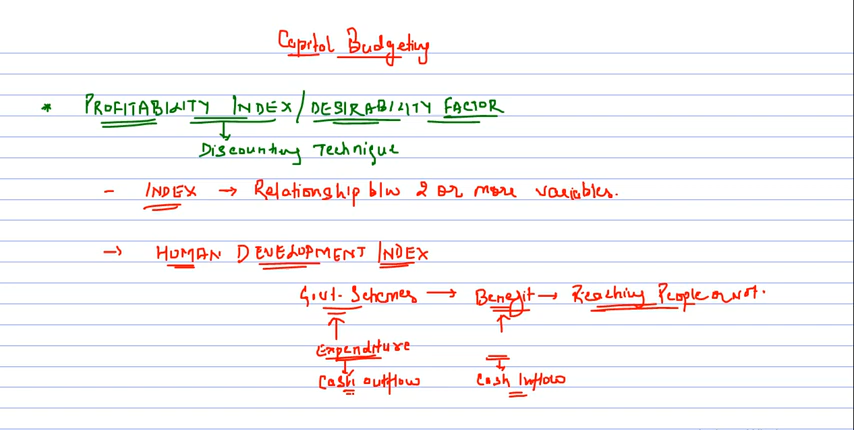 Capital Budgeting
* PROFITABILITY INDEX / DESIRABILITY FACTOR
↓
Discounting Technique
- INDEX → Relationship b/w 2 or more variables.
→ HUMAN DEVELOPMENT INDEX
Govt. Schemes → Benefit → Reaching People or not.
↑ ↑
Expenditure
↓ ↓
Cash outflow Cash Inflow